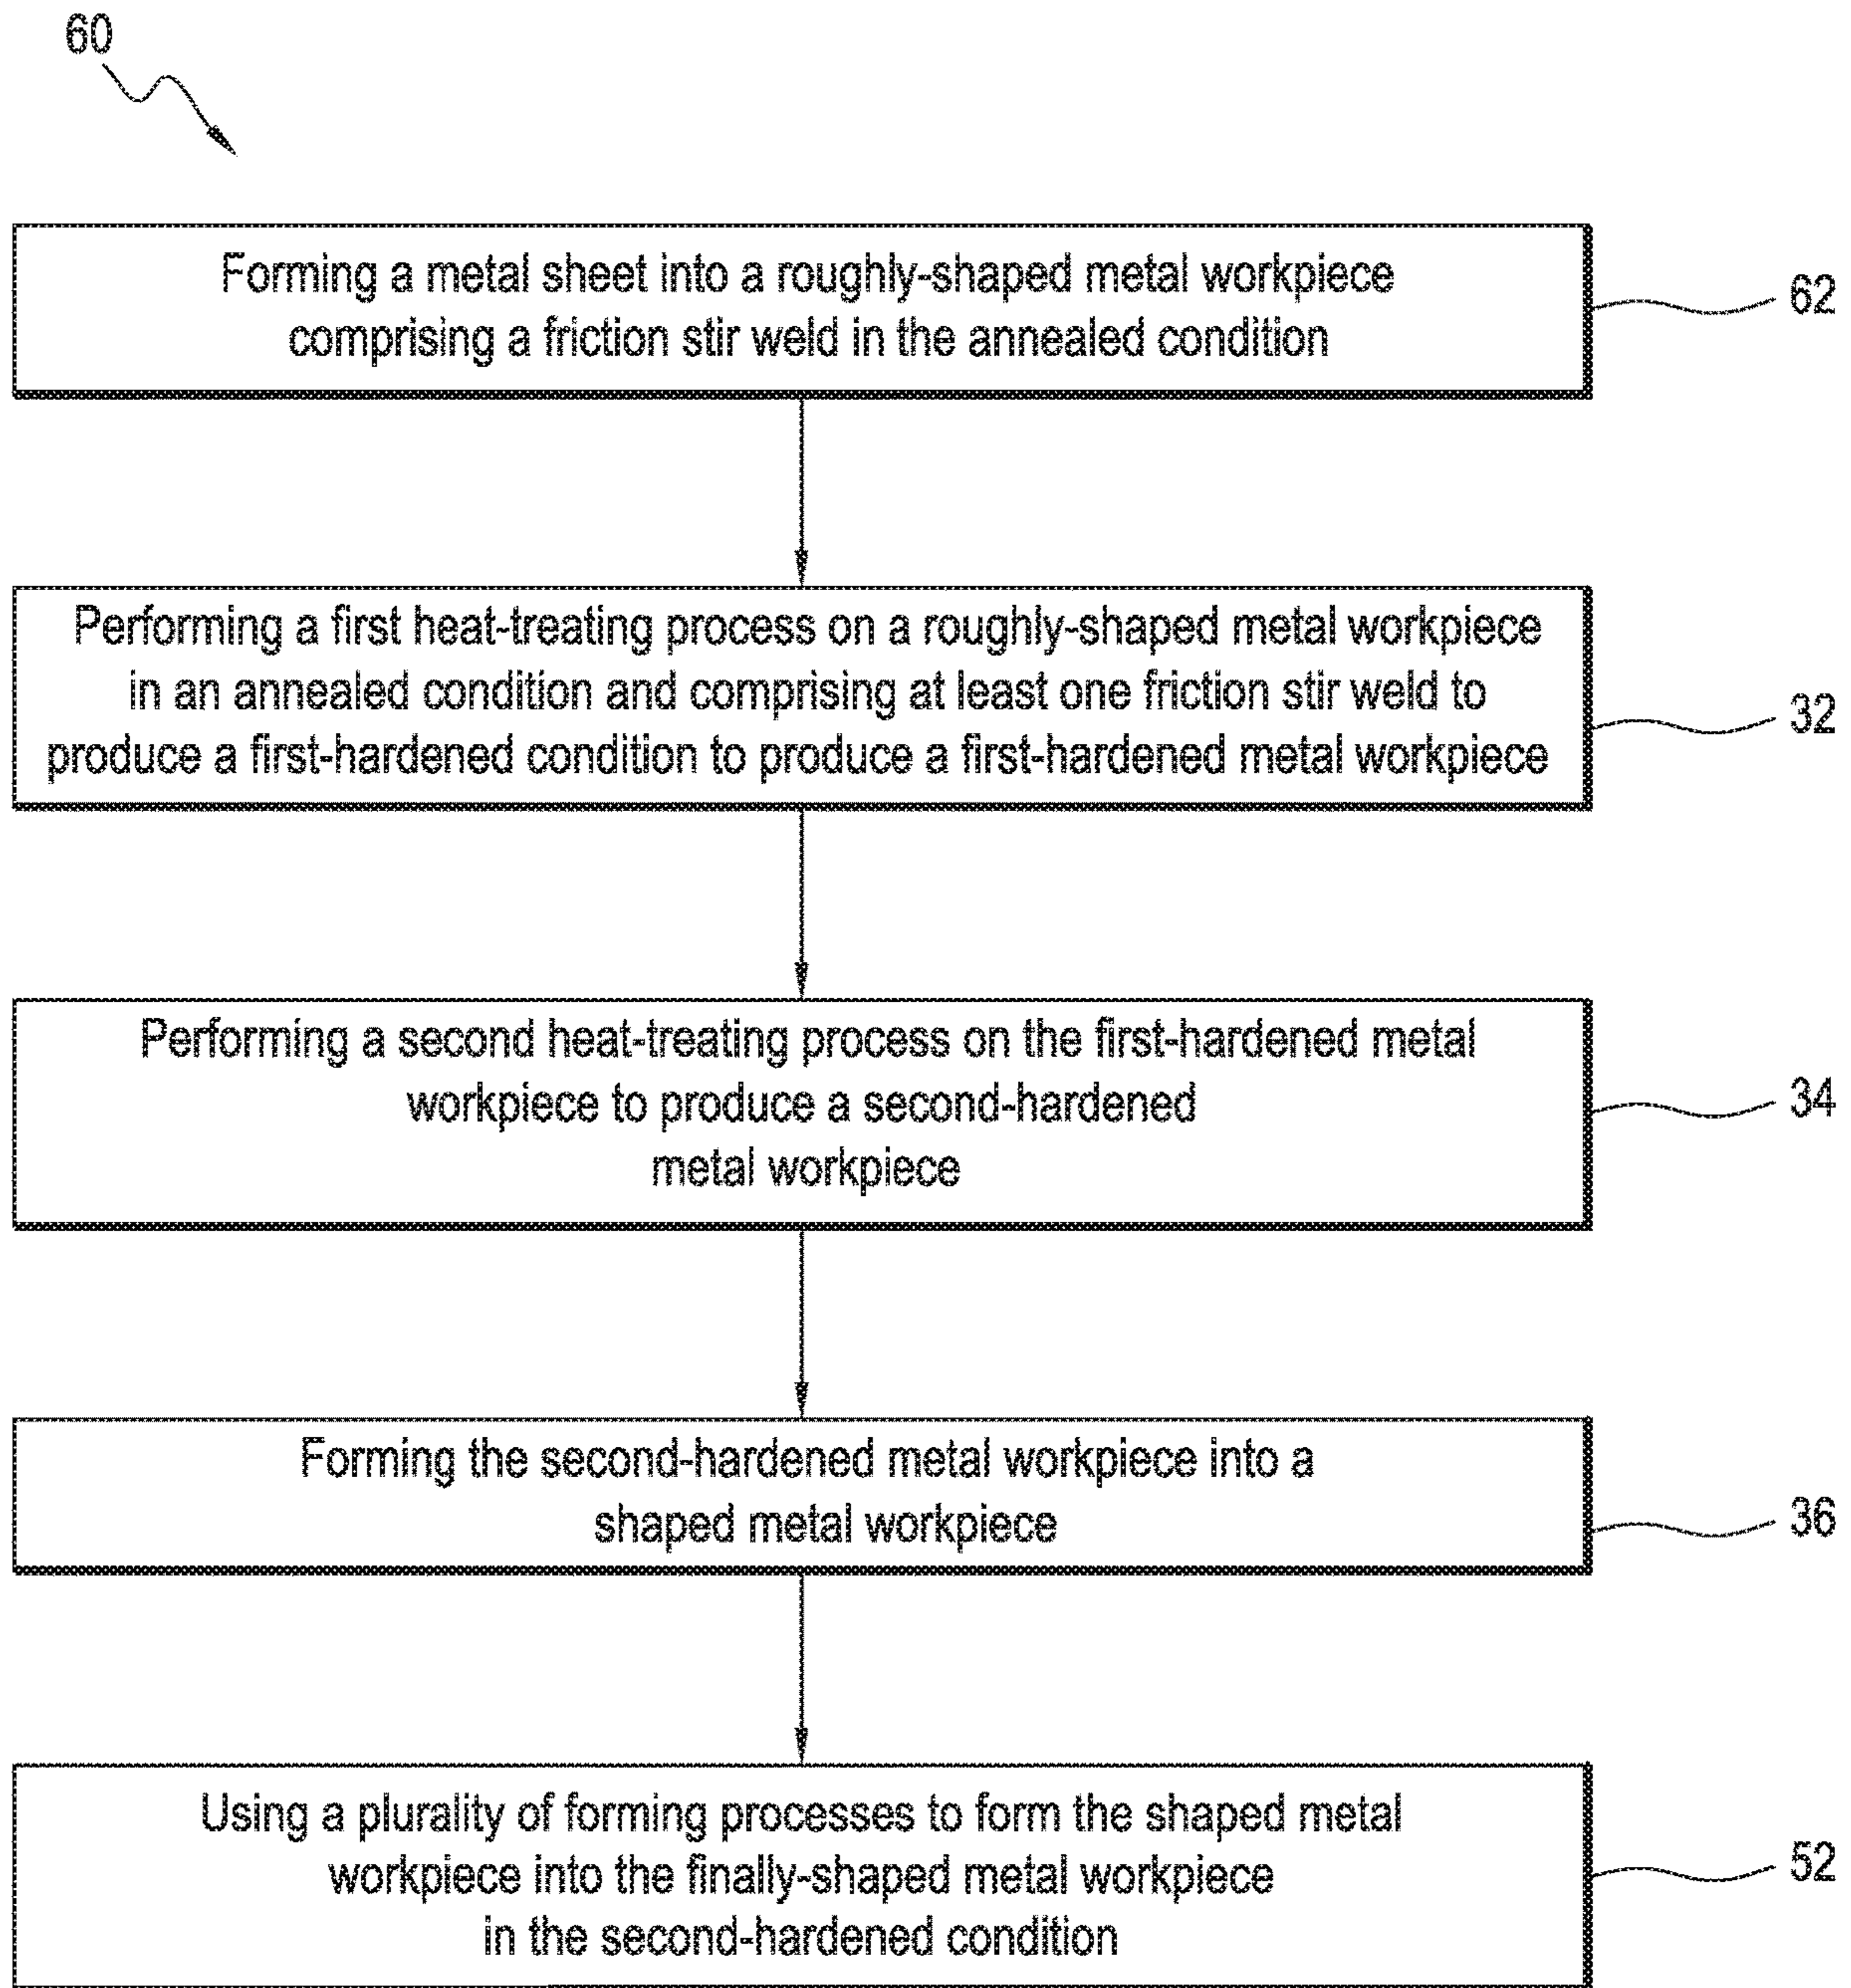 60
Forming a metal sheet into a roughly-shaped metal workpiece
comprising a friction stir weld in the annealed condition
62
Performing a first heat-treating process on a roughly-shaped metal workpiece
in an annealed condition and comprising at least one friction stir weld to
produce a first-hardened condition to produce a first-hardened metal workpiece
32
Performing a second heat-treating process on the first-hardened metal
workpiece to produce a second-hardened
metal workpiece
34
Forming the second-hardened metal workpiece into a
shaped metal workpiece
36
Using a plurality of forming processes to form the shaped metal
workpiece into the finally-shaped metal workpiece
in the second-hardened condition
52